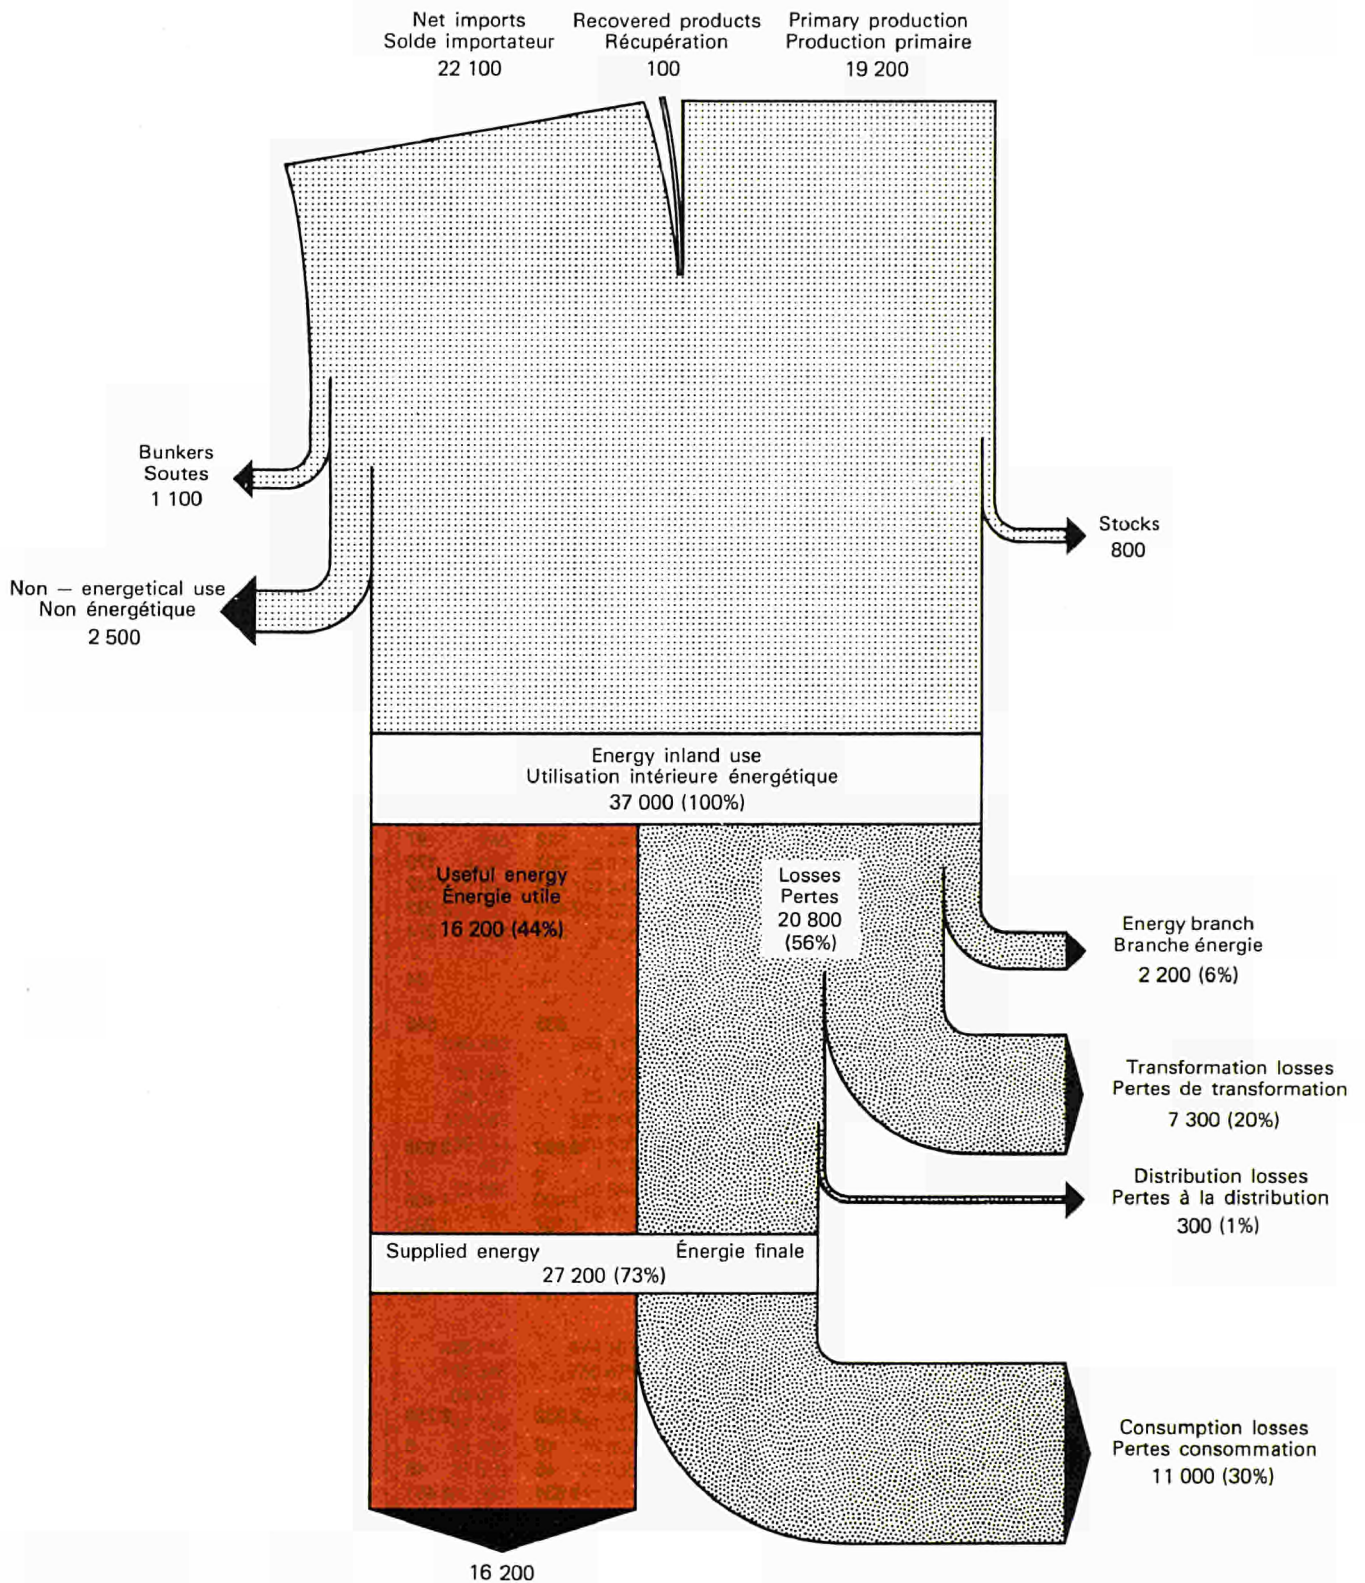 Net imports
Solde importateur
22 100
Recovered products
Récupération
100
Primary production
Production primaire
19 200
Bunkers
Soutes
1 100
Stocks
800
Non — energetical use
Non énergétique
2 500
Energy inland use
Utilisation intérieure énergétique
37 000 (100%)
Useful energy
Énergie utile
16 200 (44%)
Losses
Pertes
20 800
(56%)
Energy branch
Branche énergie
2 200 (6%)
Transformation losses
Pertes de transformation
7 300 (20%)
Distribution losses
Pertes à la distribution
300 (1%)
Supplied energy Énergie finale
27 200 (73%)
Consumption losses
Pertes consommation
11 000 (30%)
16 200